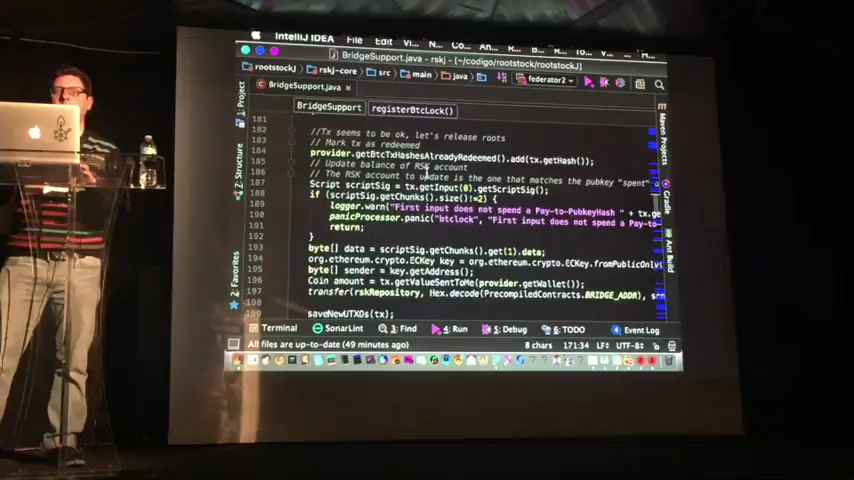 IntelliJ IDEA File Edit Vi... N... Co... An... R... B... R... To... V... W... H...
BridgeSupport.java - rskj - [~/codigo/rootstock/rootstockJ]
rootstockJ rskj-core src main java federator2
BridgeSupport.java
BridgeSupport registerBtcLock()
181
182 //Tx seems to be ok, let's release roots
183 // Mark tx as redeemed
184 provider.getBtcTxHashesAlreadyRedeemed().add(tx.getHash());
185 // Update balance of RSK account
186 // The RSK account to update is the one that matches the pubkey "spent"
187 Script scriptSig = tx.getInput(0).getScriptSig();
188 if (scriptSig.getChunks().size()!=2) {
189 logger.warn("First input does not spend a Pay-to-PubkeyHash " + tx.ge
190 panicProcessor.panic("btclock", "First input does not spend a Pay-to-
191 return;
192 }
193 byte[] data = scriptSig.getChunks().get(1).data;
194 org.ethereum.crypto.ECKey key = org.ethereum.crypto.ECKey.fromPublicOnly(
195 byte[] sender = key.getAddress();
196 Coin amount = tx.getValueSentToMe(provider.getWallet());
197 transfer(rskRepository, Hex.decode(PrecompiledContracts.BRIDGE_ADDR), sen
198
199 saveNewUTXOs(tx);
1: Project
7: Structure
2: Favorites
Maven Projects
Gradle
Ant Build
Terminal SonarLint 3: Find 4: Run 5: Debug 6: TODO Event Log
All files are up-to-date (49 minutes ago) 8 chars 171:34 LF÷ UTF-8÷